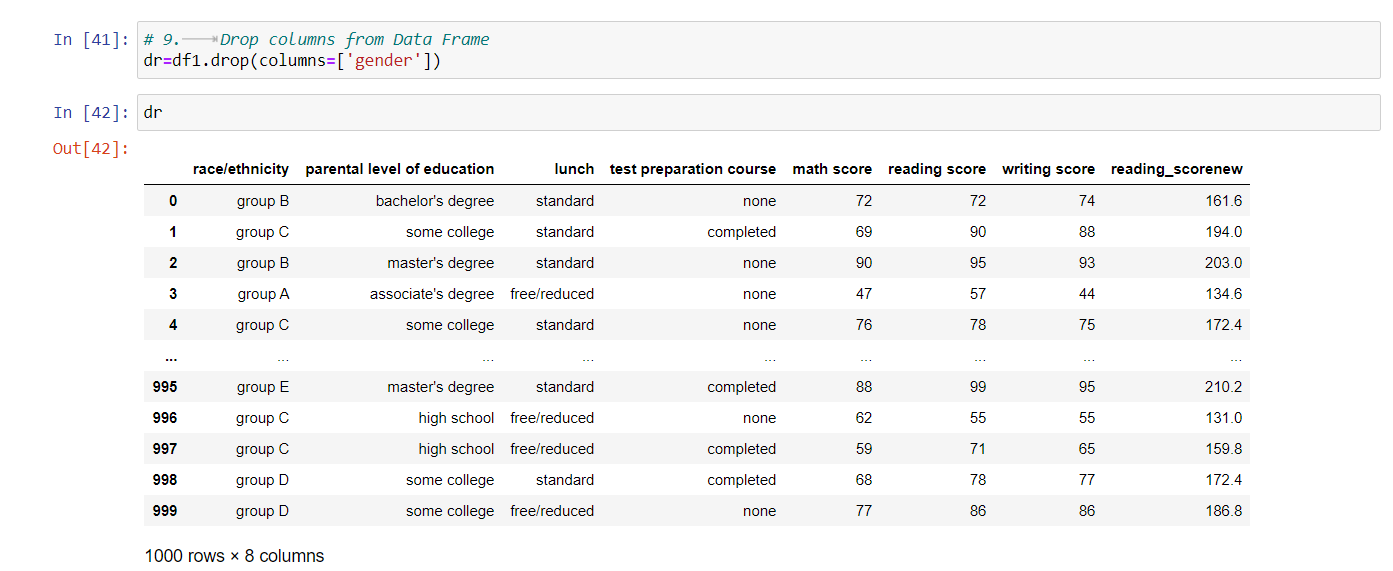 In [41]: # 9. Drop columns from Data Frame
dr=df1.drop(columns=['gender'])
In [42]: dr
Out[42]:
race/ethnicity parental level of education lunch test preparation course math score reading score writing score reading_scorenew
0 group B bachelor's degree standard none 72 72 74 161.6
1 group C some college standard completed 69 90 88 194.0
2 group B master's degree standard none 90 95 93 203.0
3 group A associate's degree free/reduced none 47 57 44 134.6
4 group C some college standard none 76 78 75 172.4
... ... ... ... ... ... ... ... ...
995 group E master's degree standard completed 88 99 95 210.2
996 group C high school free/reduced none 62 55 55 131.0
997 group C high school free/reduced completed 59 71 65 159.8
998 group D some college standard completed 68 78 77 172.4
999 group D some college free/reduced none 77 86 86 186.8
1000 rows × 8 columns